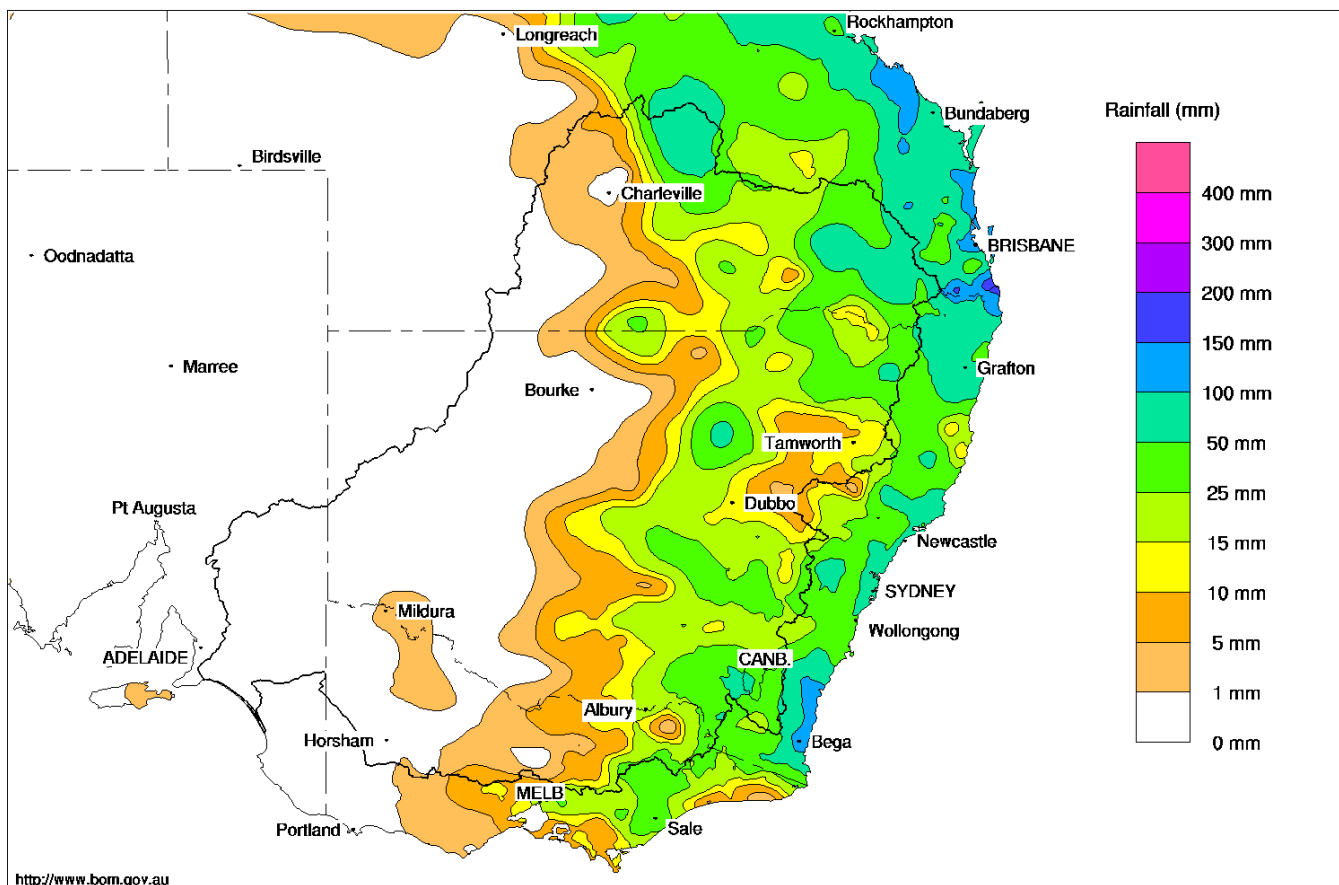 Rockhampton
Longreach
Rainfall (mm)
Bundaberg
Birdsville
400 mm
Charleville
300 mm
BRISBANE
Oodnadatta
200 mm
150 mm
Marree
Grafton
Bourke
100 mm
50 mm
Tamworth
25 mm
Dubbo
Pt Augusta
Newcastle
15 mm
SYDNEY
10 mm
Mildura
Wollongong
5 mm
ADELAIDE
CANB.
1 mm
Albury
Horsham
Bega
0 mm
MELB
Portland
Sale
http://www.bom.gov.au